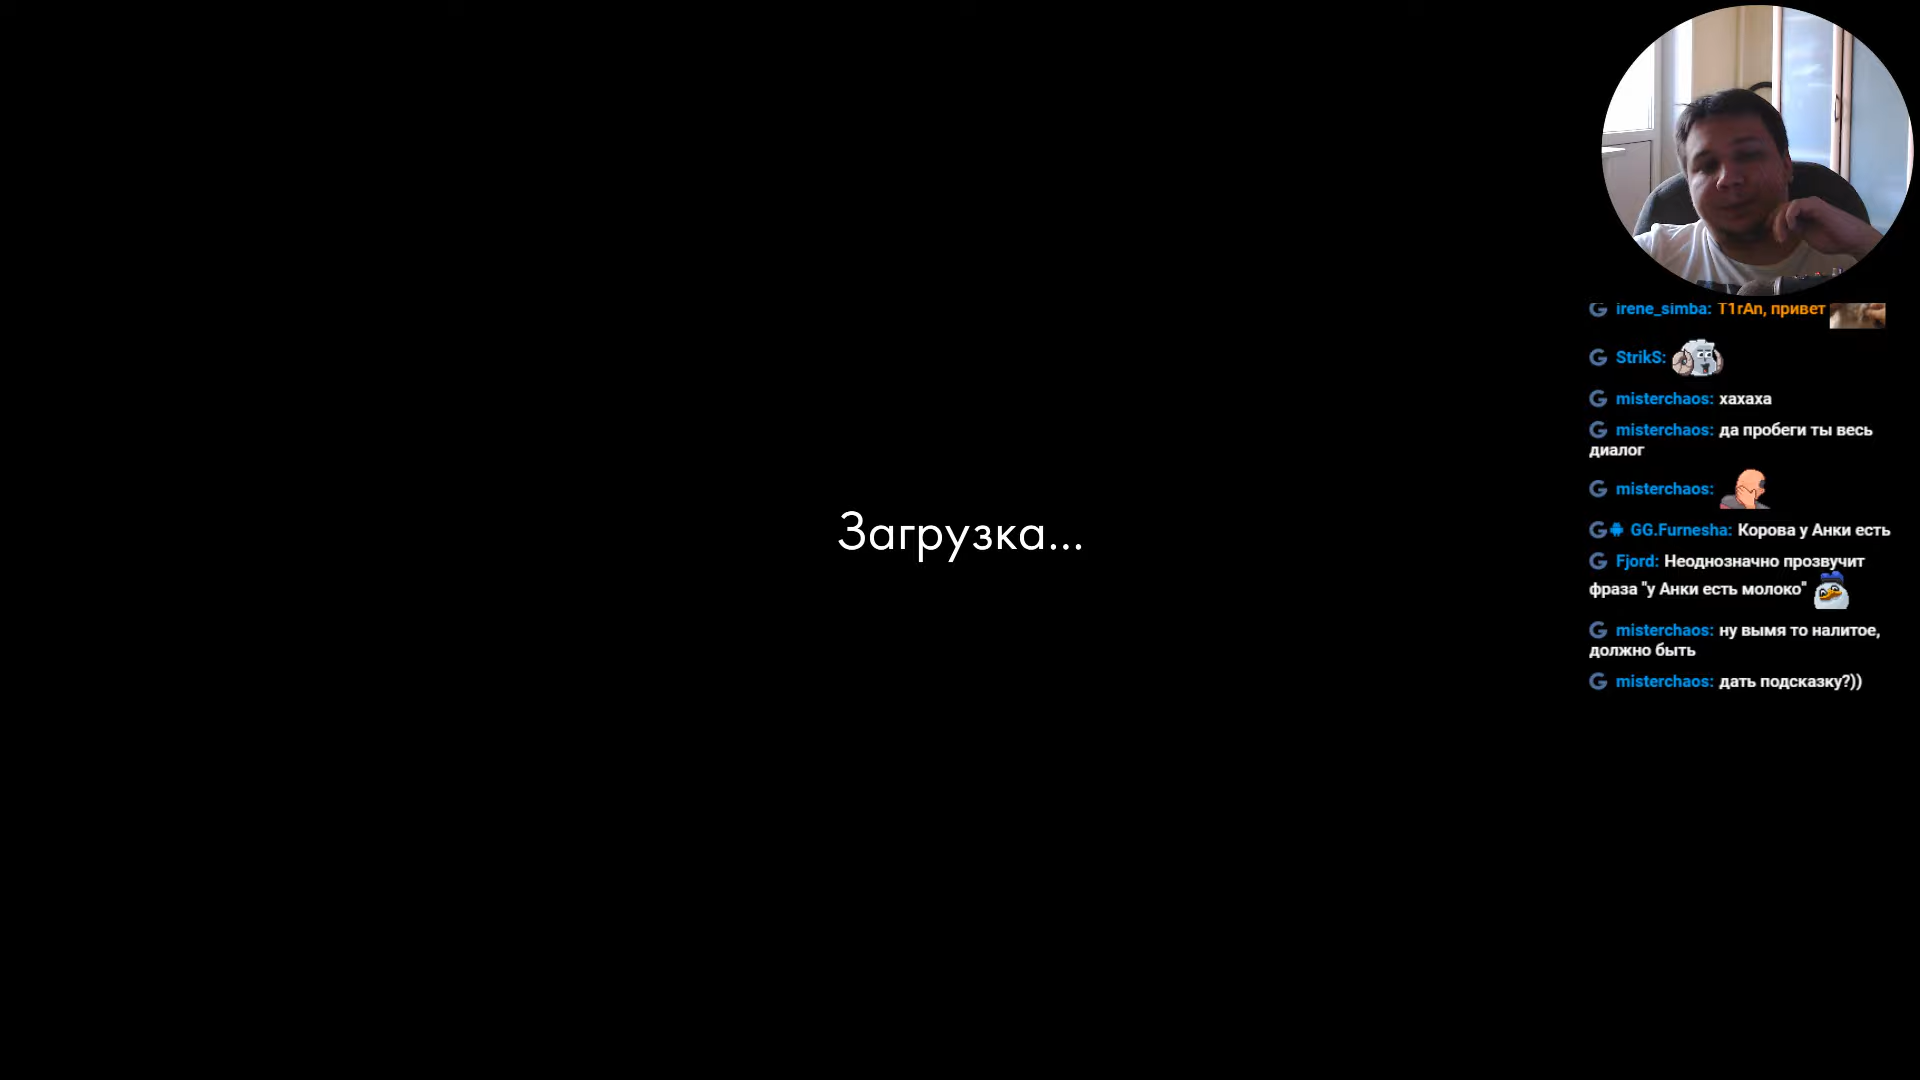 irene_simba: T1rAn, привет
StrikS:
misterchaos: хахаха
misterchaos: да пробеги ты весь
диалог
misterchaos:
GG.Furnesha: Корова у Анки есть
Fjord: Неоднозначно прозвучит
фраза "у Анки есть молоко"
misterchaos: ну вымя то налитое,
должно быть
misterchaos: дать подсказку?))
Загрузка...